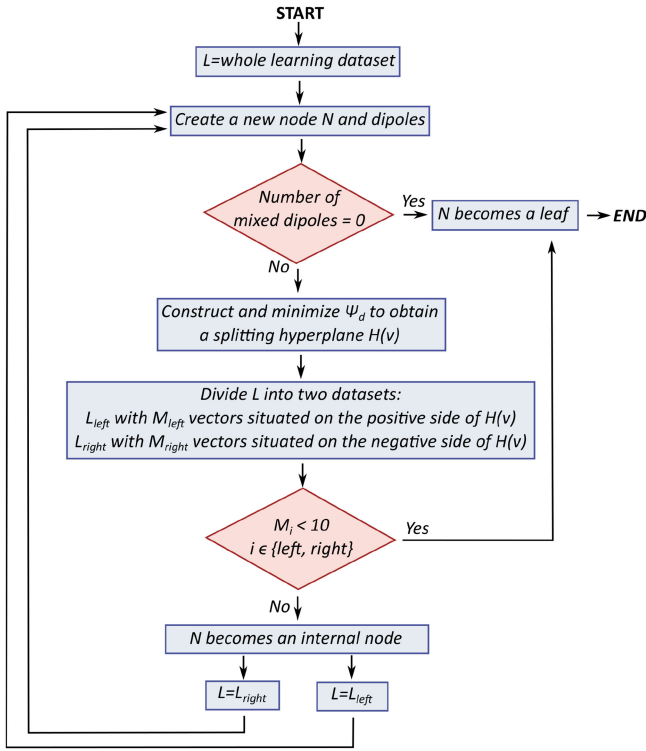 START
L=whole learning dataset
Create a new node N and dipoles
Number of
mixed dipoles = 0
Yes
N becomes a leaf
END
No
Construct and minimize Ψd to obtain
a splitting hyperplane H(v)
Divide L into two datasets:
Lleft with Mleft vectors situated on the positive side of H(v)
Lright with Mright vectors situated on the negative side of H(v)
Mi < 10
i ϵ {left, right}
Yes
No
N becomes an internal node
L=Lright
L=Lleft